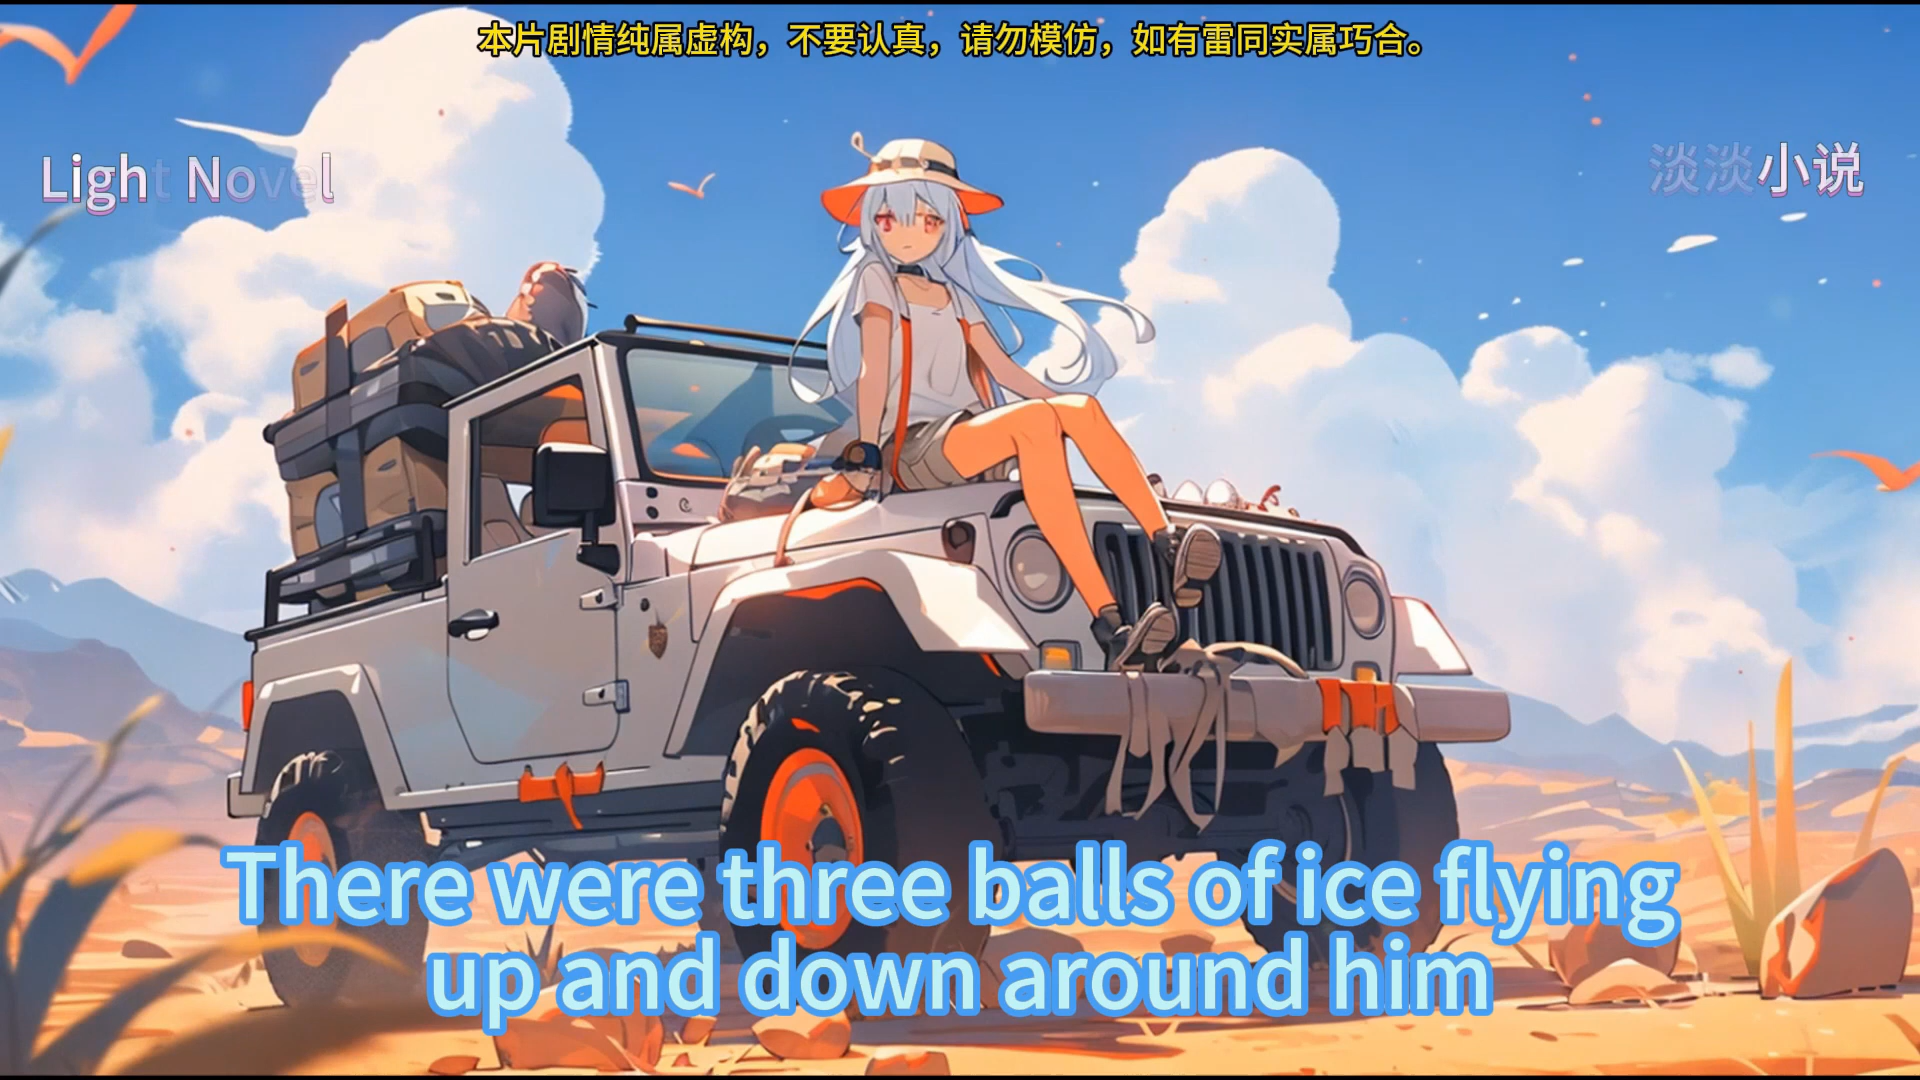 本片剧情纯属虚构，不要认真，请勿模仿，如有雷同实属巧合。
Light Novel
淡淡小说
There were three balls of ice flying
up and down around him